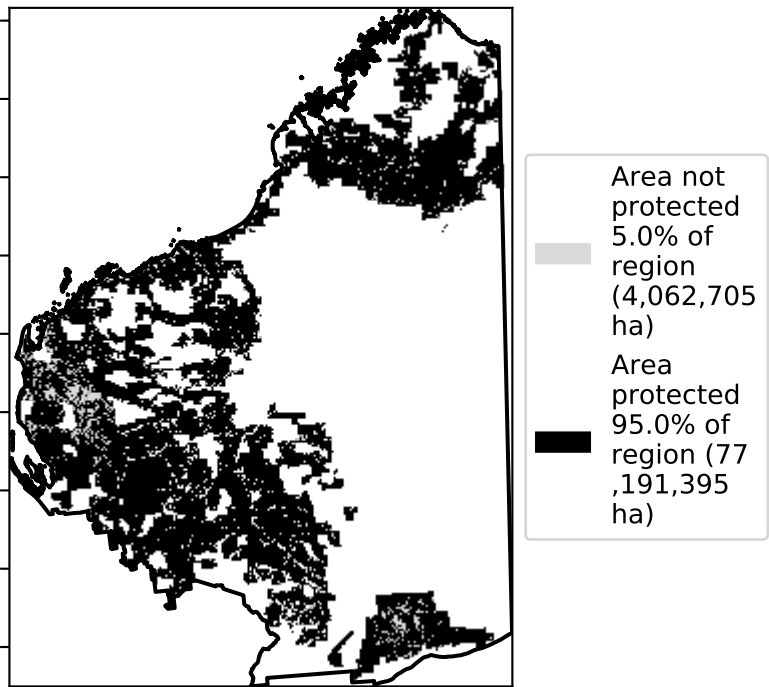 Area not
protected
5.0% of
region
(4,062,705
ha)
Area
protected
95.0% of
region (77
,191,395
ha)